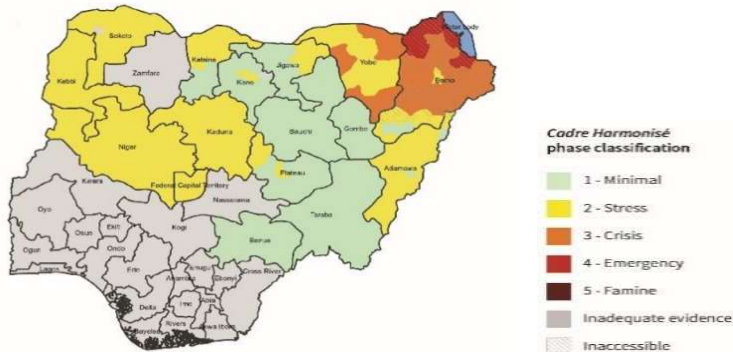 Sokoto
Katsina
Jigawa
Yobe
Borno
Zamfara
Kebbi
Kano
Kaduna
Bauchi
Gombe
Niger
Adamawa
Plateau
Federal Capital Territory
Nassarawa
Kwara
Taraba
Oyo
Kogi
Benue
Osun
Ekiti
Ondo
Ogun
Edo
Enugu
Ebonyi
Cross River
Lagos
Anambra
Delta
Imo
Abia
Bayelsa
Rivers
Akwa Ibom
Cadre Harmonisé
phase classification
1 - Minimal
2 - Stress
3 - Crisis
4 - Emergency
5 - Famine
Inadequate evidence
Inaccessible